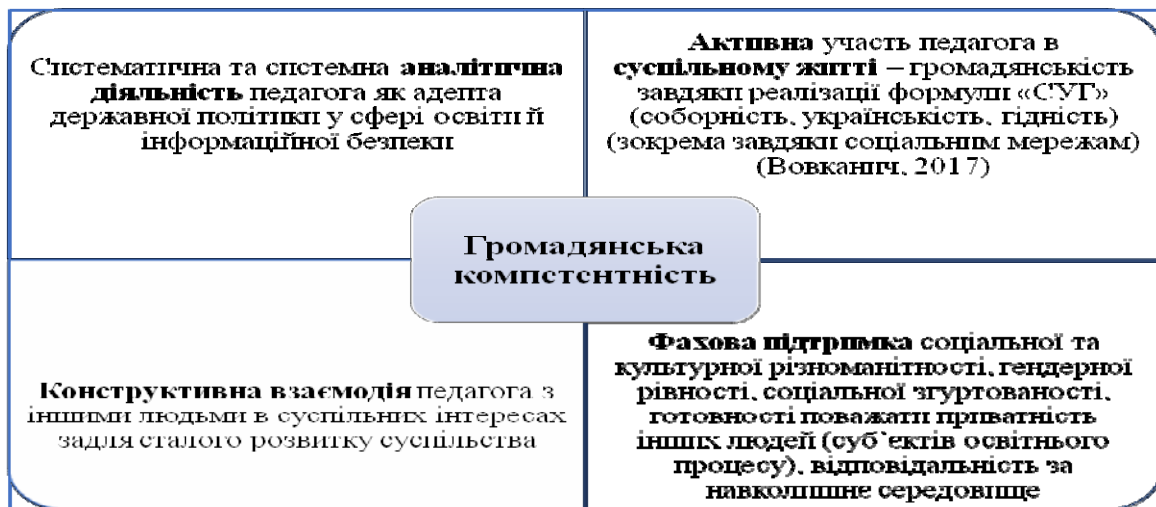 Систематична та системна аналітична
діяльність педагога як адепта
державної політики у сфері освіти й
інформаційної безпеки
Активна участь педагога в
суспільному житті – громадянськість
завдяки реалізації формули «СУГ»
(соборність, українськість, гідність)
(зокрема завдяки соціальним мережам)
(Вовканич, 2017)
Громадянська
компетентність
Конструктивна взаємодія педагога з
іншими людьми в суспільних інтересах
задля сталого розвитку суспільства
Фахова підтримка соціальної та
культурної різноманітності, гендерної
рівності, соціальної згуртованості,
готовності поважати приватність
інших людей (суб`єктів освітнього
процесу), відповідальність за
навколишнє середовище